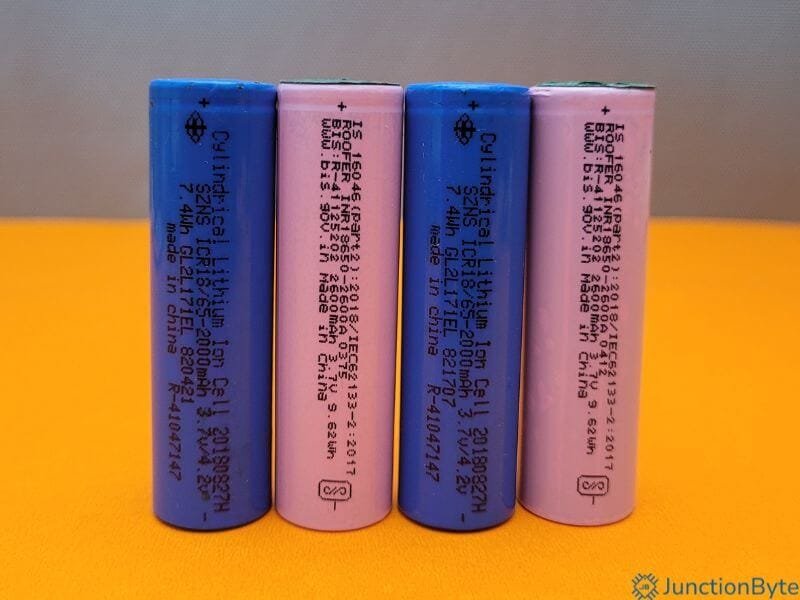 +
Cylindrical Lithium Ion Cell 20180827H
SZNS ICR18/65-2000mAh 3.7V/4.2V
7.4Wh GL2L171EL 820421
made in china R-41047147
-
+
IS 16046(part2):2018/IEC62133-2:2017
ROOFER INR18650-2600A 0375
BIS:R-41125202 2600mAh 3.7V 9.62Wh
www.bis.gov.in Made in China
-
+
Cylindrical Lithium Ion Cell 20180827H
SZNS ICR18/65-2000mAh 3.7V/4.2V
7.4Wh GL2L171EL 821707
made in china R-41047147
-
+
IS 16046(part2):2018/IEC62133-2:2017
ROOFER INR18650-2600A 0412
BIS:R-41125202 2600mAh 3.7V 9.62Wh
www.bis.gov.in Made in China
-
JunctionByte